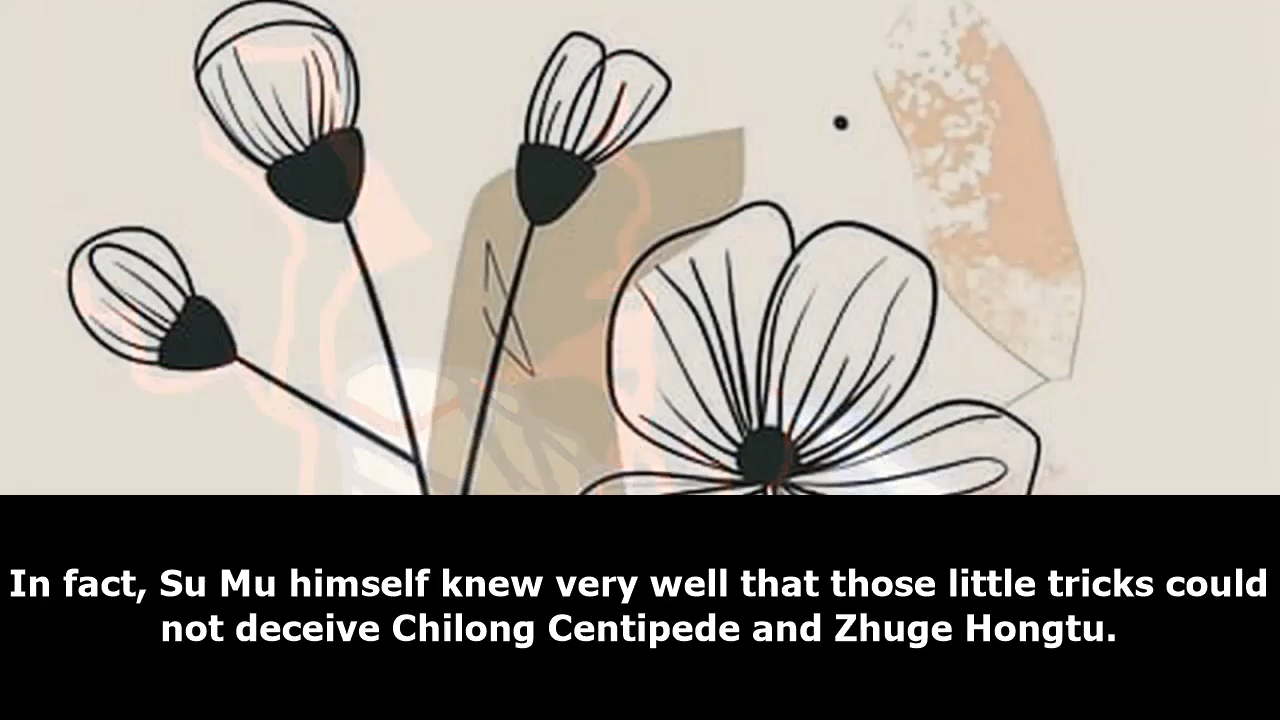 In fact, Su Mu himself knew very well that those little tricks could
not deceive Chilong Centipede and Zhuge Hongtu.